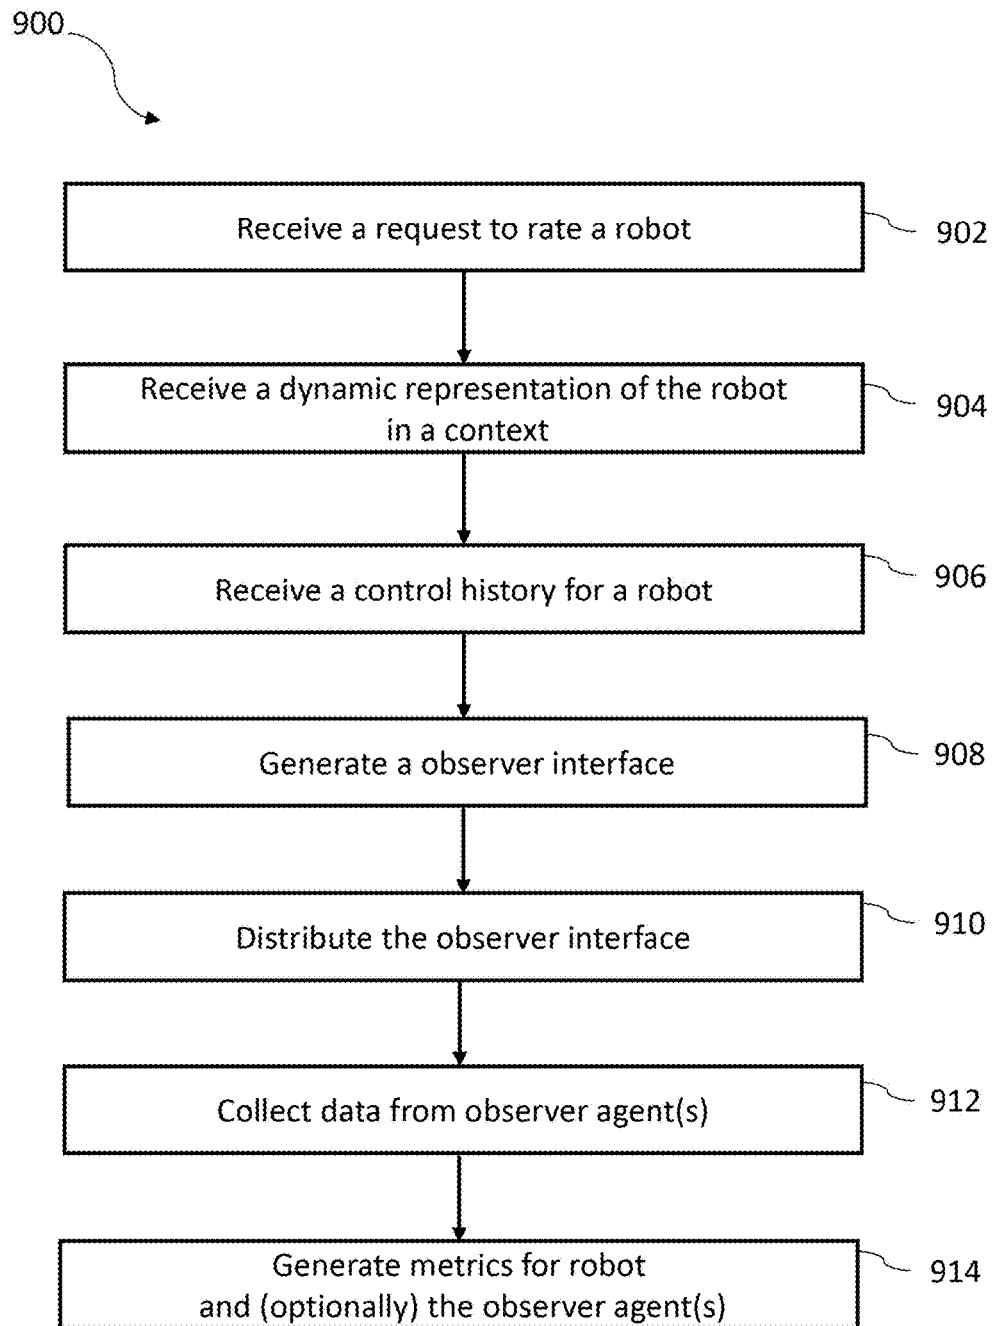 900
Receive a request to rate a robot
902
Receive a dynamic representation of the robot
in a context
904
Receive a control history for a robot
906
Generate a observer interface
908
Distribute the observer interface
910
Collect data from observer agent(s)
912
Generate metrics for robot
and (optionally) the observer agent(s)
914